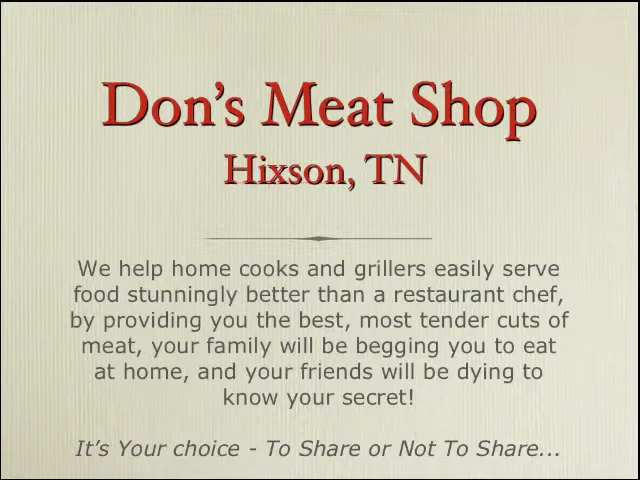 Don’s Meat Shop
Hixson, TN
We help home cooks and grillers easily serve
food stunningly better than a restaurant chef,
by providing you the best, most tender cuts of
meat, your family will be begging you to eat
at home, and your friends will be dying to
know your secret!
It’s Your choice - To Share or Not To Share...